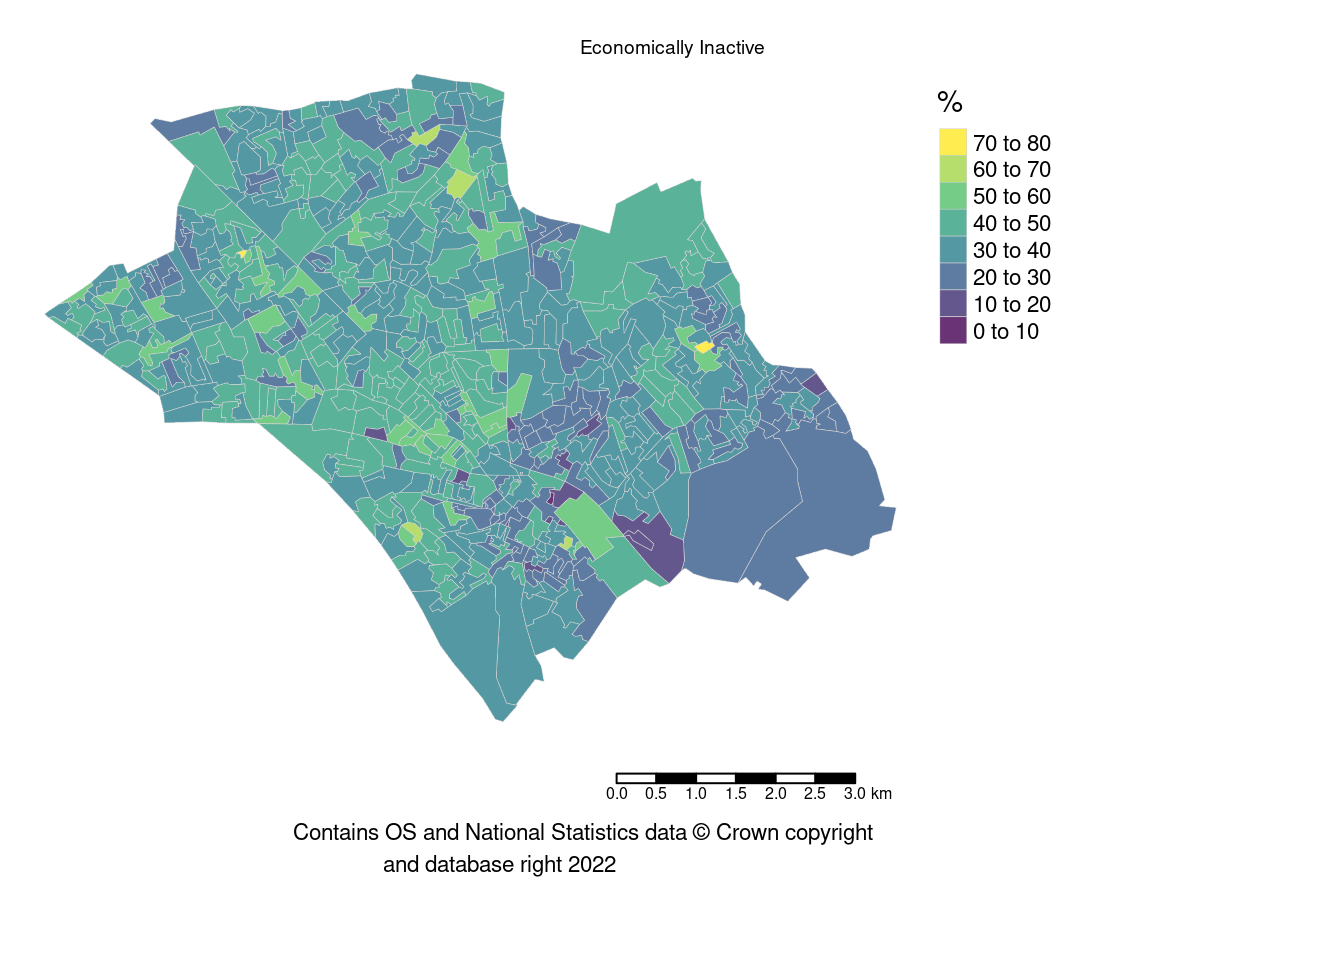 Economically Inactive
%
70 to 80
60 to 70
50 to 60
40 to 50
30 to 40
20 to 30
10 to 20
0 to 10
0.0 0.5 1.0 1.5 2.0 2.5 3.0 km
Contains OS and National Statistics data © Crown copyright
and database right 2022